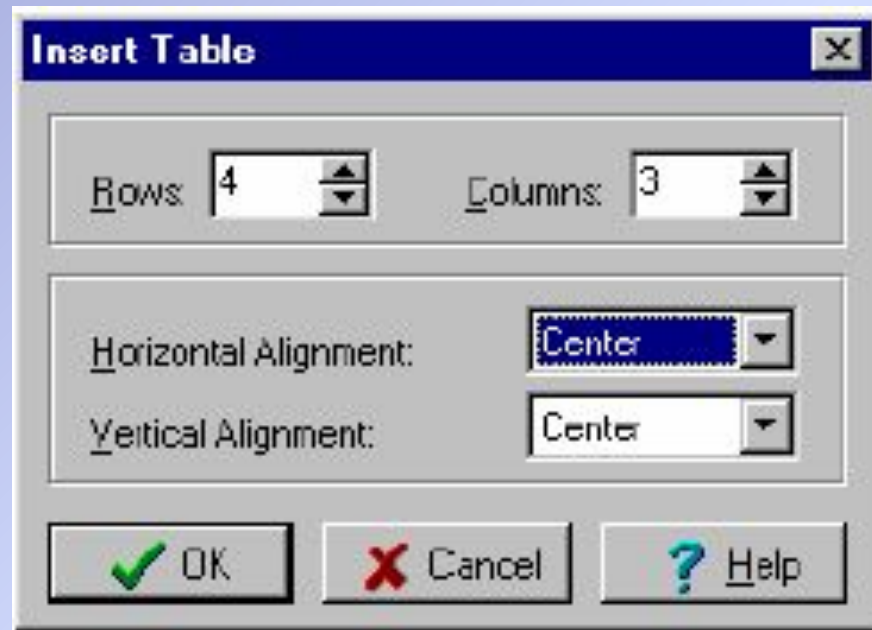 Insert Table
Rows: 4 Columns: 3
Horizontal Alignment: Center
Vertical Alignment: Center
OK Cancel Help